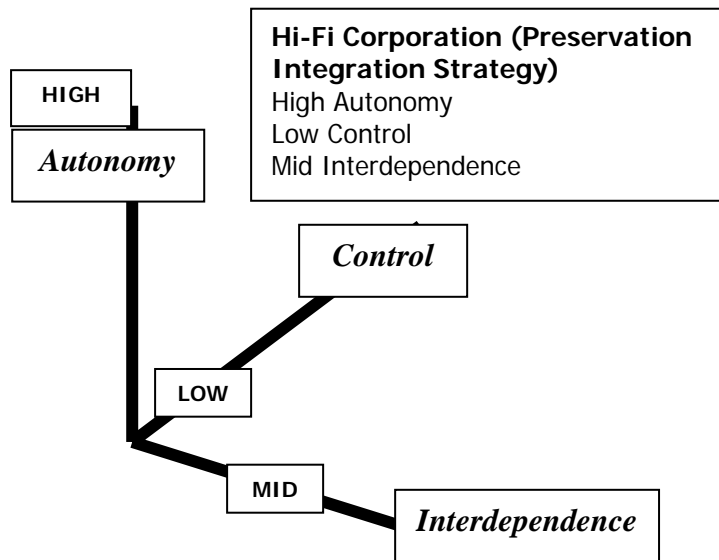 Hi-Fi Corporation (Preservation
Integration Strategy)
High Autonomy
Low Control
Mid Interdependence
HIGH
Autonomy
Control
LOW
MID
Interdependence